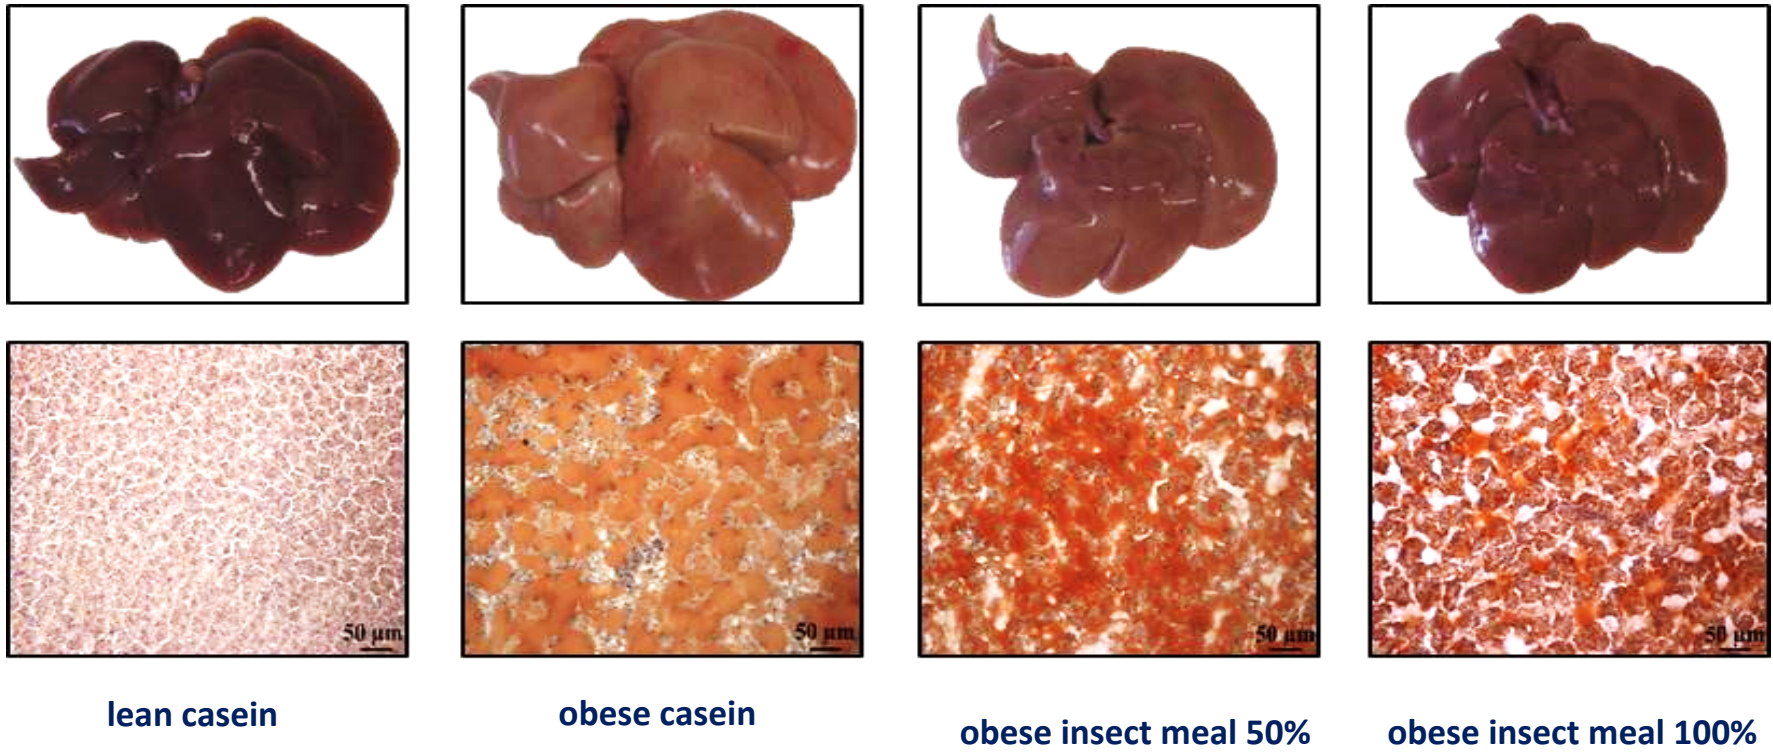 50 µm
50 µm
50 µm
50 µm
lean casein
obese casein
obese insect meal 50%
obese insect meal 100%